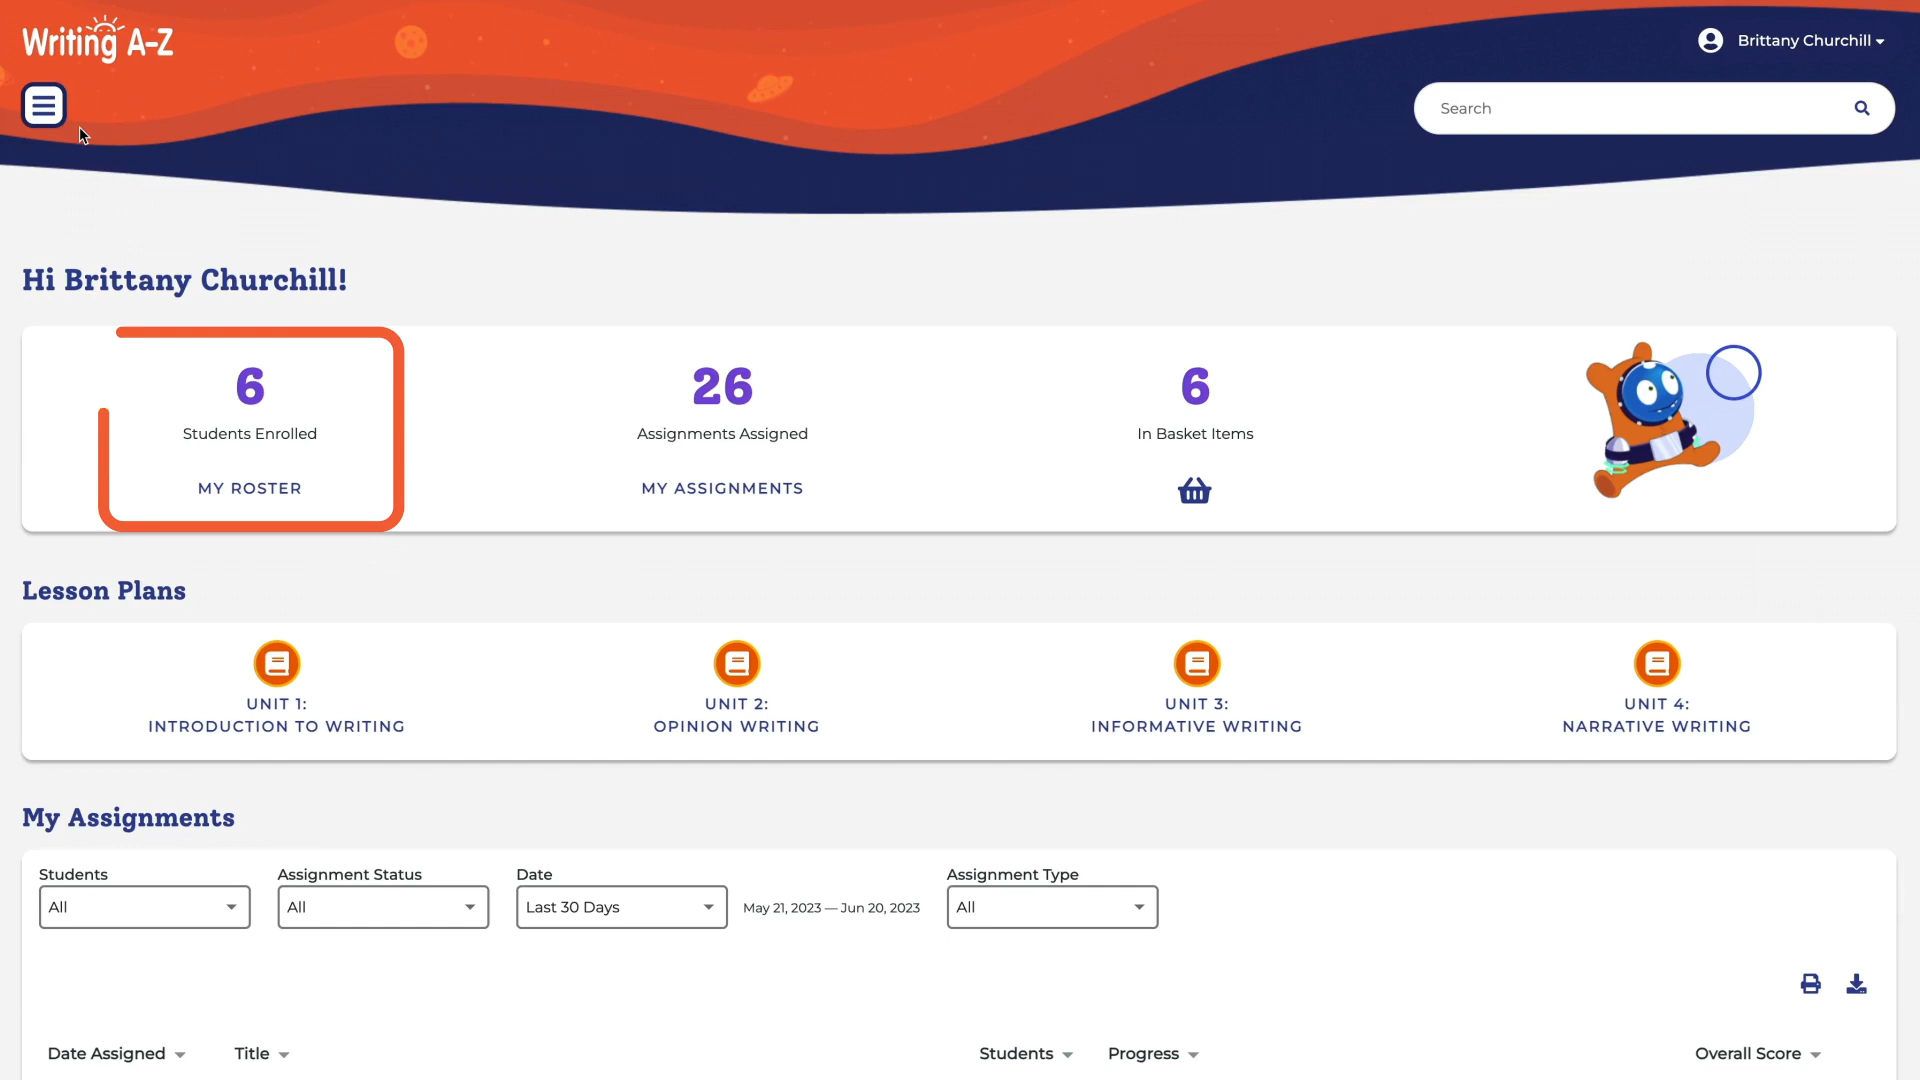 Writing A-Z
Brittany Churchill
Search
Hi Brittany Churchill!
6
Students Enrolled
MY ROSTER
26
Assignments Assigned
MY ASSIGNMENTS
6
In Basket Items
Lesson Plans
UNIT 1:
INTRODUCTION TO WRITING
UNIT 2:
OPINION WRITING
UNIT 3:
INFORMATIVE WRITING
UNIT 4:
NARRATIVE WRITING
My Assignments
Students
All
Assignment Status
All
Date
Last 30 Days
May 21, 2023 — Jun 20, 2023
Assignment Type
All
Date Assigned
Title
Students
Progress
Overall Score